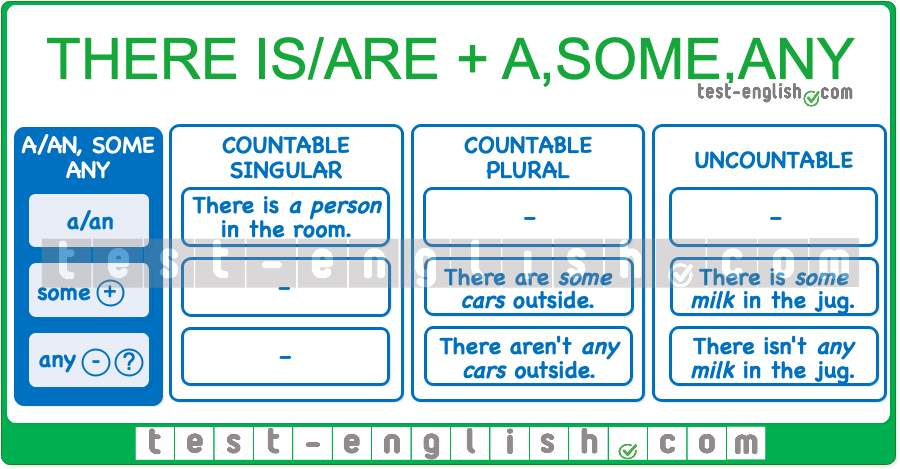 THERE IS/ARE + A,SOME,ANY
test-english.com
A/AN, SOME
ANY
COUNTABLE
SINGULAR
COUNTABLE
PLURAL
UNCOUNTABLE
a/an
There is a person
in the room.
–
–
test-english.com
some +
–
There are some
cars outside.
There is some
milk in the jug.
any - ?
–
There aren't any
cars outside.
There isn't any
milk in the jug.
test-english.com